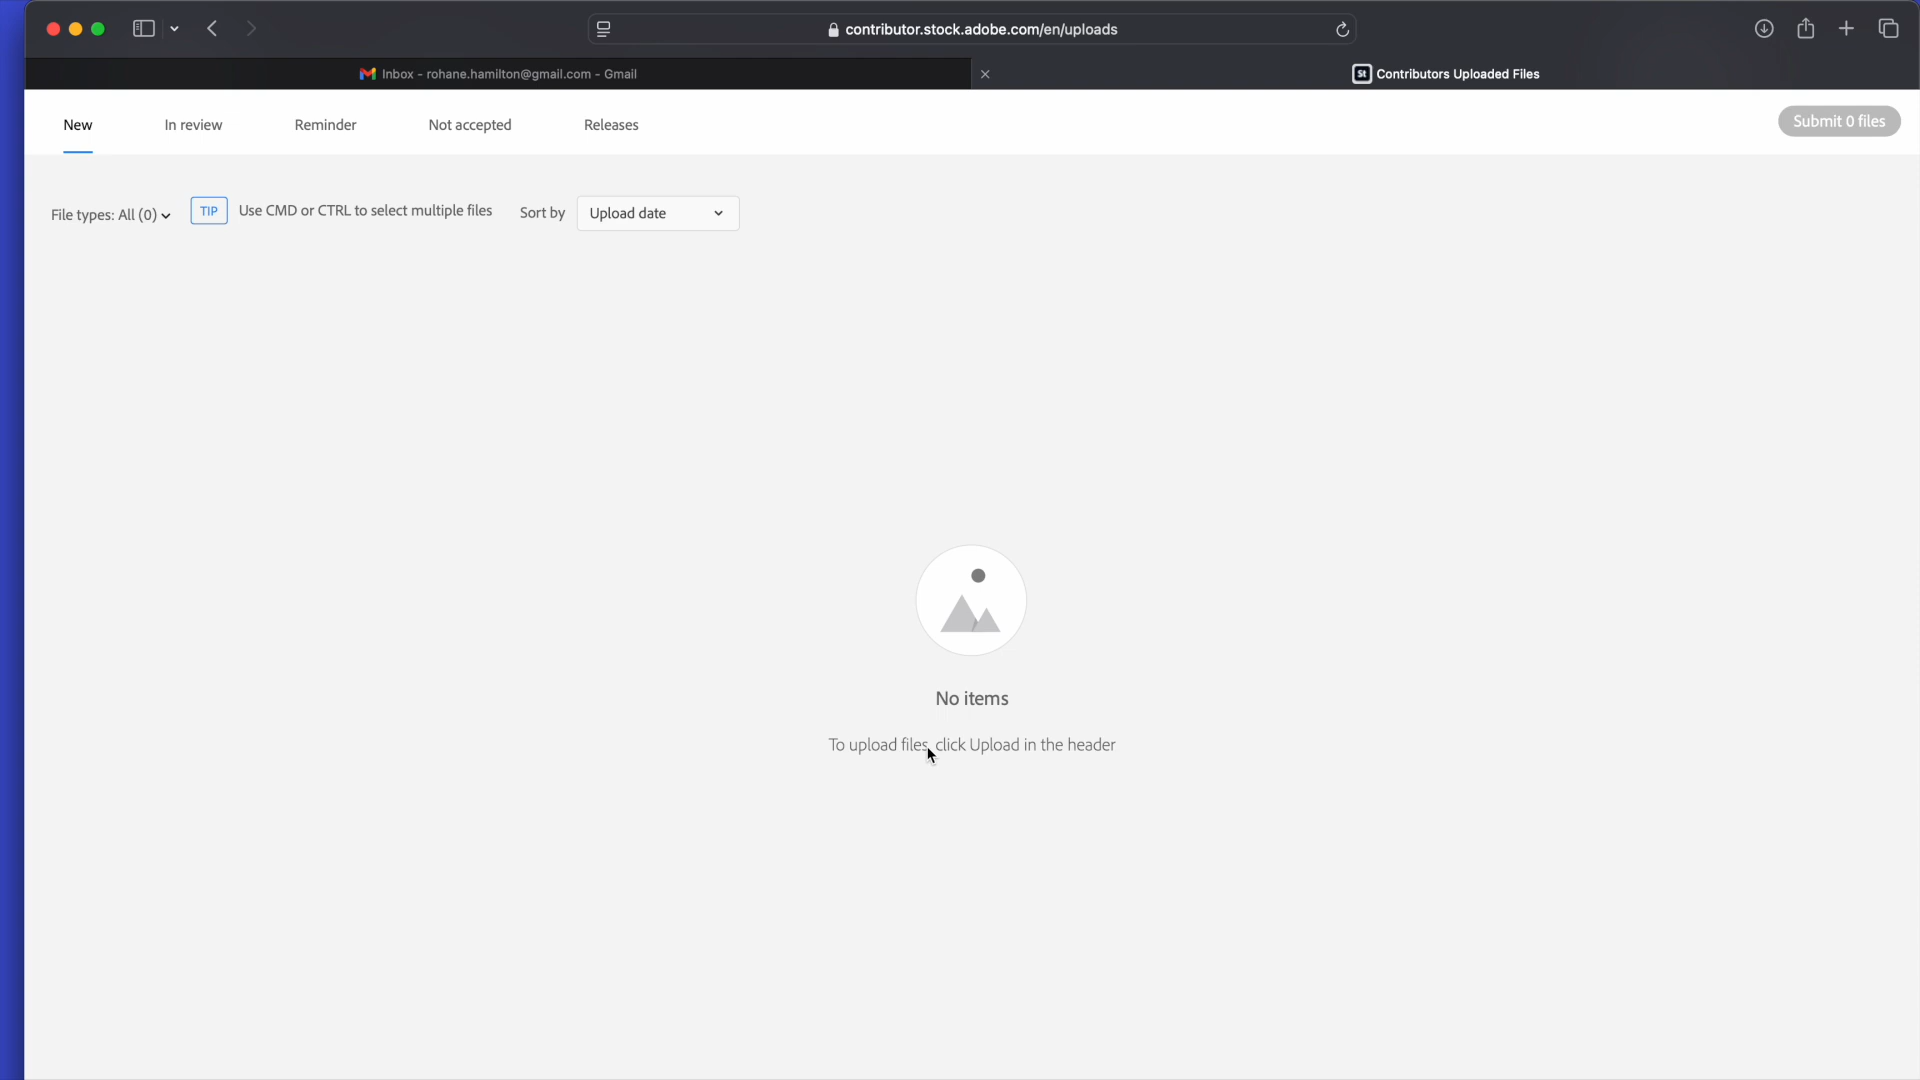 contributor.stock.adobe.com/en/uploads
Inbox - rohane.hamilton@gmail.com - Gmail
St Contributors Uploaded Files
New In review Reminder Not accepted Releases Submit 0 files
File types: All (0) TIP Use CMD or CTRL to select multiple files Sort by Upload date
No items
To upload files, click Upload in the header